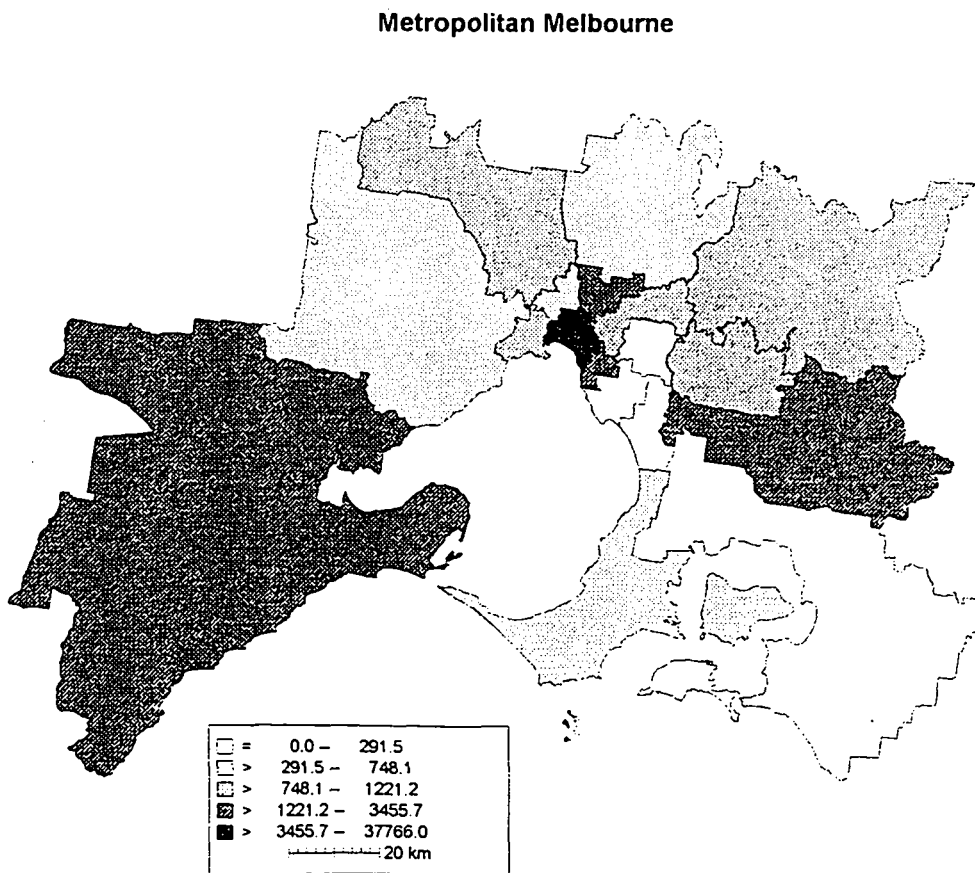 Metropolitan Melbourne
= 0.0 – 291.5
> 291.5 – 748.1
> 748.1 – 1221.2
> 1221.2 – 3455.7
> 3455.7 – 37766.0
20 km